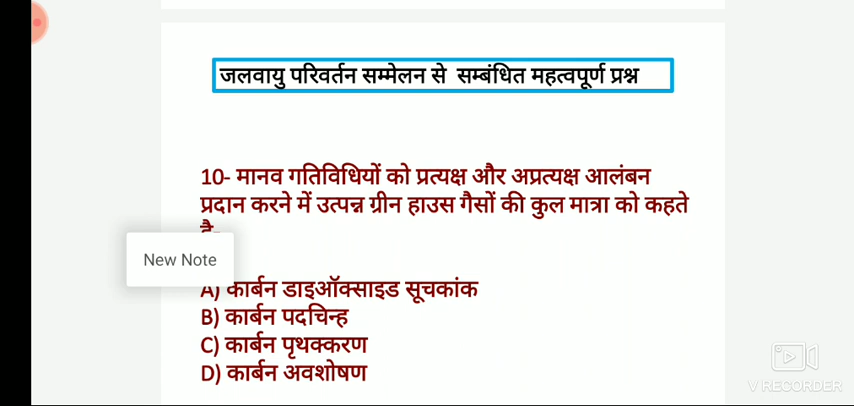 जलवायु परिवर्तन सम्मेलन से सम्बंधित महत्वपूर्ण प्रश्न
10- मानव गतिविधियों को प्रत्यक्ष और अप्रत्यक्ष आलंबन
प्रदान करने में उत्पन्न ग्रीन हाउस गैसों की कुल मात्रा को कहते
New Note
A) कार्बन डाइऑक्साइड सूचकांक
B) कार्बन पदचिन्ह
C) कार्बन पृथक्करण
D) कार्बन अवशोषण
V RECORDER